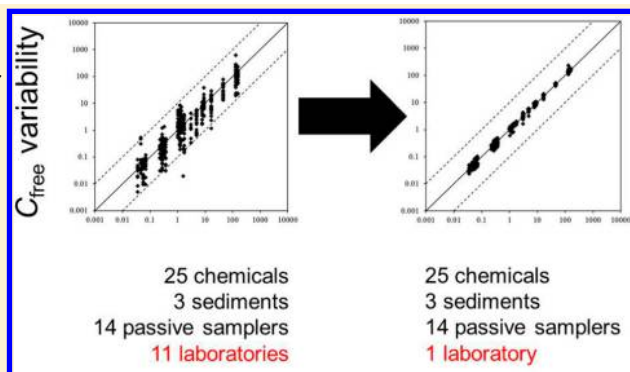 C_free variability
10000
1000
100
10
1
0.1
0.01
0.001
0.001 0.01 0.1 1 10 100 1000 10000
10000
1000
100
10
1
0.1
0.01
0.001
0.001 0.01 0.1 1 10 100 1000 10000
25 chemicals
3 sediments
14 passive samplers
11 laboratories
25 chemicals
3 sediments
14 passive samplers
1 laboratory